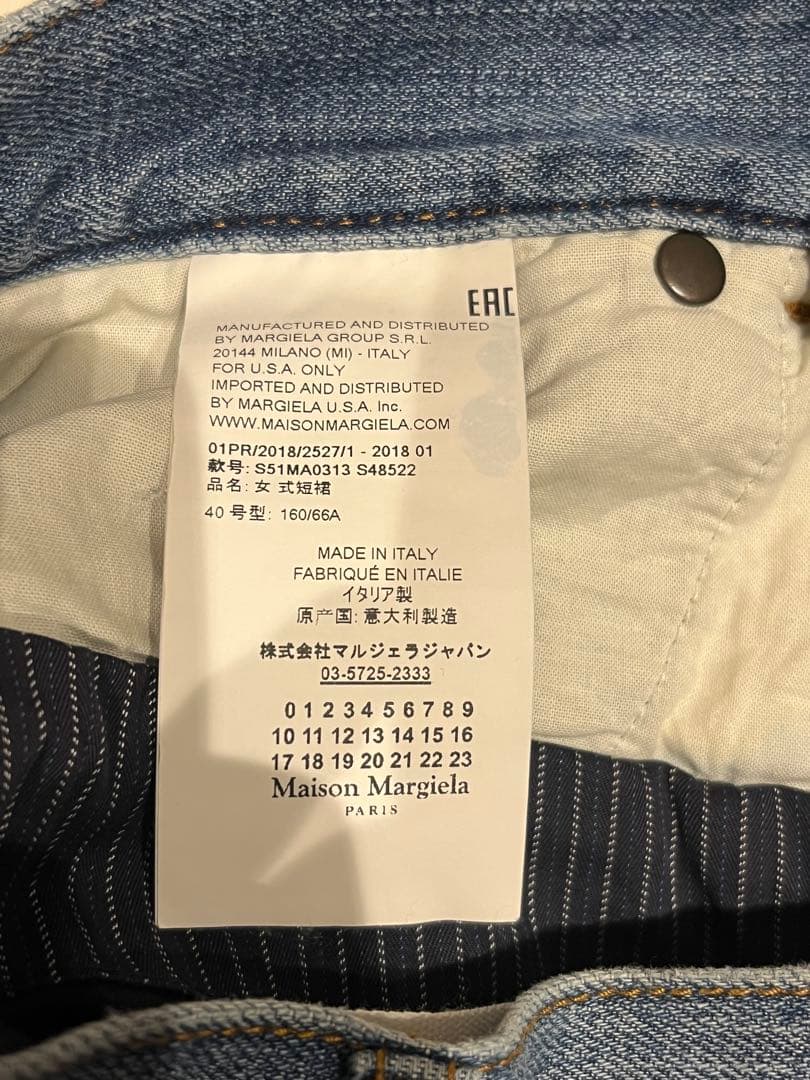 EAC
MANUFACTURED AND DISTRIBUTED
BY MARGIELA GROUP S.R.L.
20144 MILANO (MI) - ITALY
FOR U.S.A. ONLY
IMPORTED AND DISTRIBUTED
BY MARGIELA U.S.A. Inc.
WWW.MAISONMARGIELA.COM
01PR/2018/2527/1 - 2018 01
款号: S51MA0313 S48522
品名: 女 式短裙
40 号型: 160/66A
MADE IN ITALY
FABRIQUÉ EN ITALIE
イタリア製
原产国: 意大利製造
株式会社マルジェラジャパン
03-5725-2333
0 1 2 3 4 5 6 7 8 9
10 11 12 13 14 15 16
17 18 19 20 21 22 23
Maison Margiela
PARIS